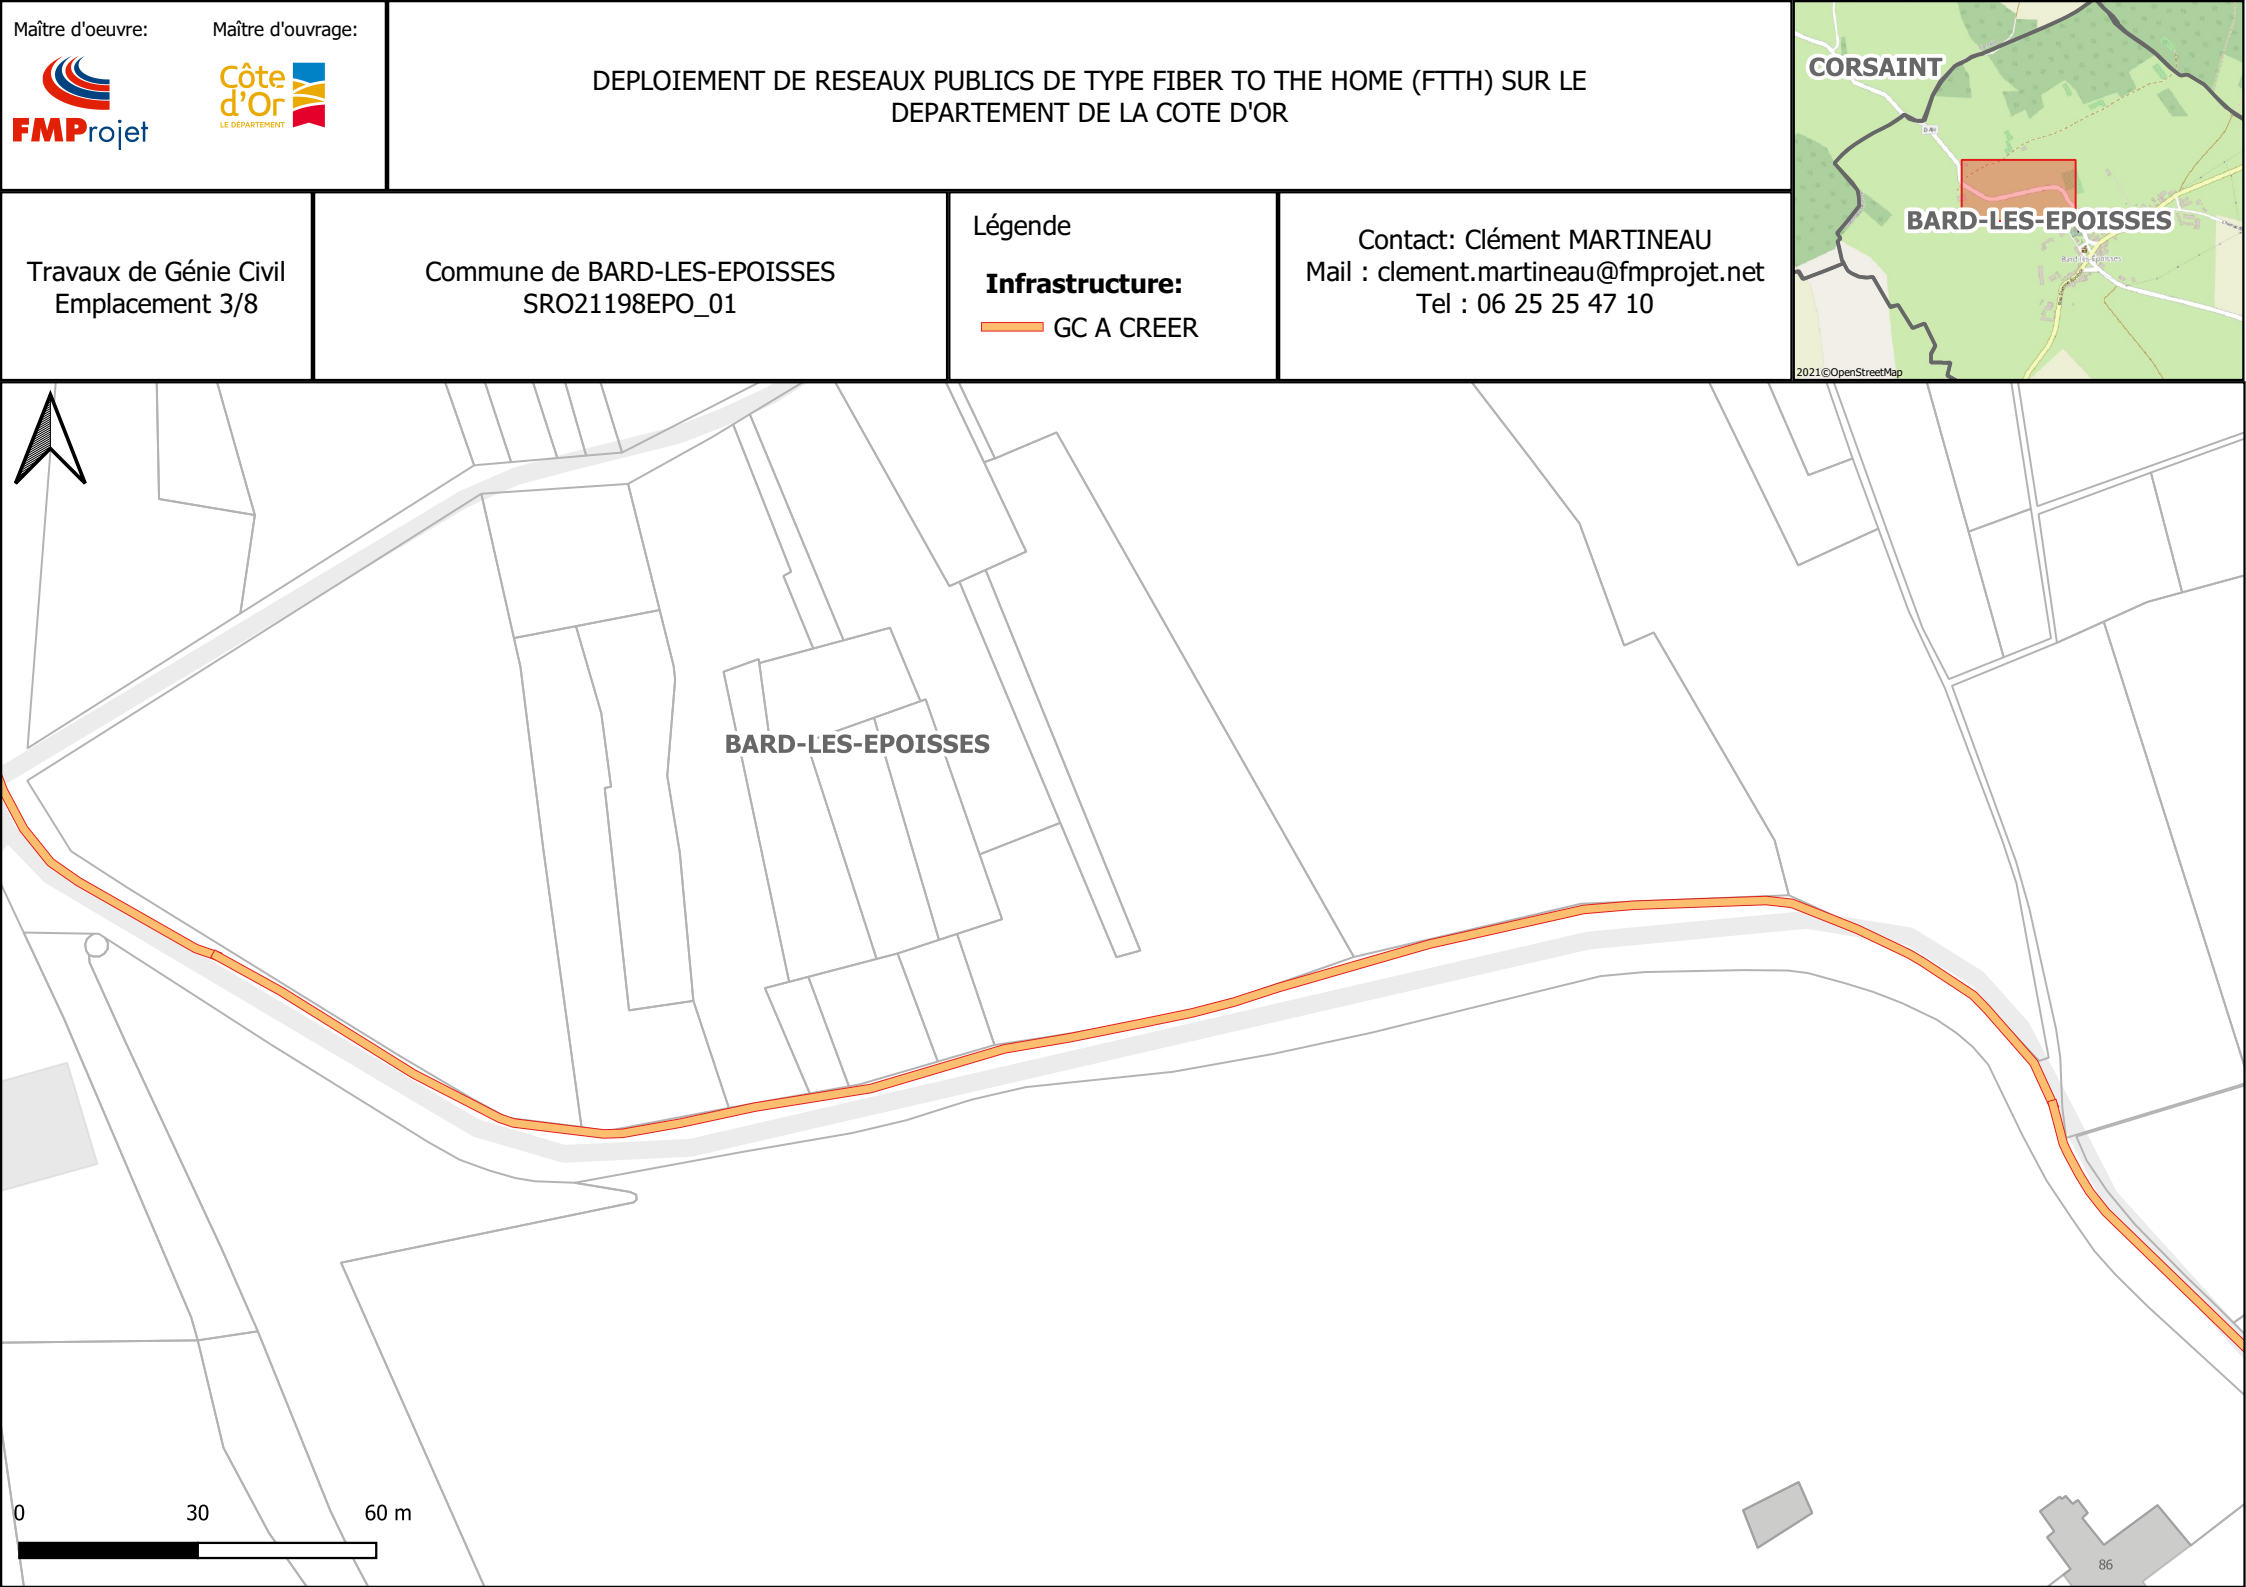 Maître d'oeuvre:
Maître d'ouvrage:
FMProjet
Côte
d'Or
LE DÉPARTEMENT
DEPLOIEMENT DE RESEAUX PUBLICS DE TYPE FIBER TO THE HOME (FTTH) SUR LE
DEPARTEMENT DE LA COTE D'OR
Travaux de Génie Civil
Emplacement 3/8
Commune de BARD-LES-EPOISSES
SRO21198EPO_01
Légende
Infrastructure:
GC A CREER
Contact: Clément MARTINEAU
Mail : clement.martineau@fmprojet.net
Tel : 06 25 25 47 10
CORSAINT
BARD-LES-EPOISSES
Bard-lès-Époisses
2021©OpenStreetMap
BARD-LES-EPOISSES
0
30
60 m
86